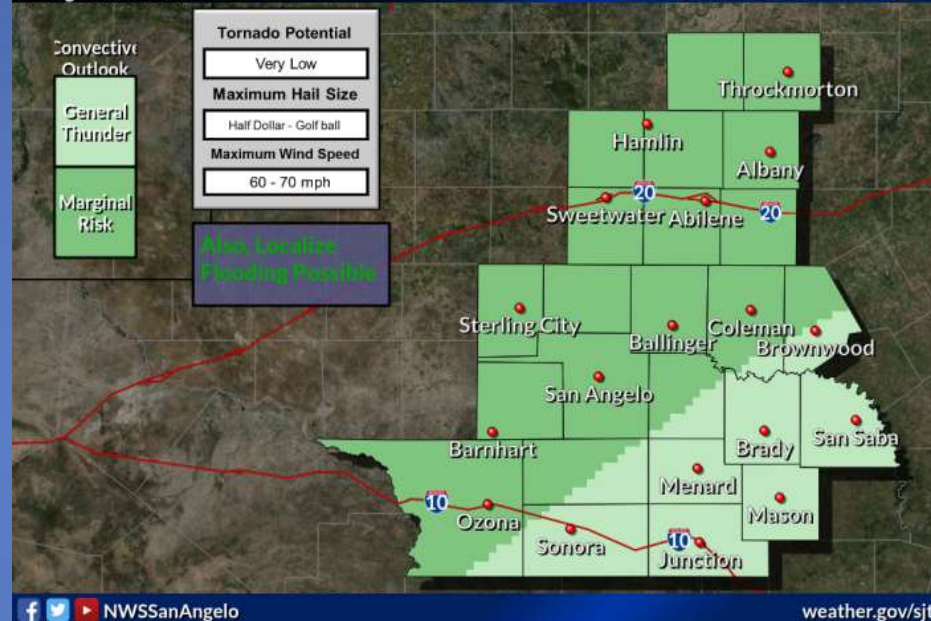 Convective
Outlook
General
Thunder
Marginal
Risk
Tornado Potential
Very Low
Maximum Hail Size
Half Dollar - Golf ball
Maximum Wind Speed
60 - 70 mph
Also, Localize
Flooding Possible
Throckmorton
Hamlin
Albany
20
Sweetwater
Abilene
20
Sterling City
Ballinger
Coleman
Brownwood
San Angelo
Barnhart
Brady
San Saba
Menard
Mason
10
Ozona
Sonora
10
Junction
NWSSanAngelo
weather.gov/sjt